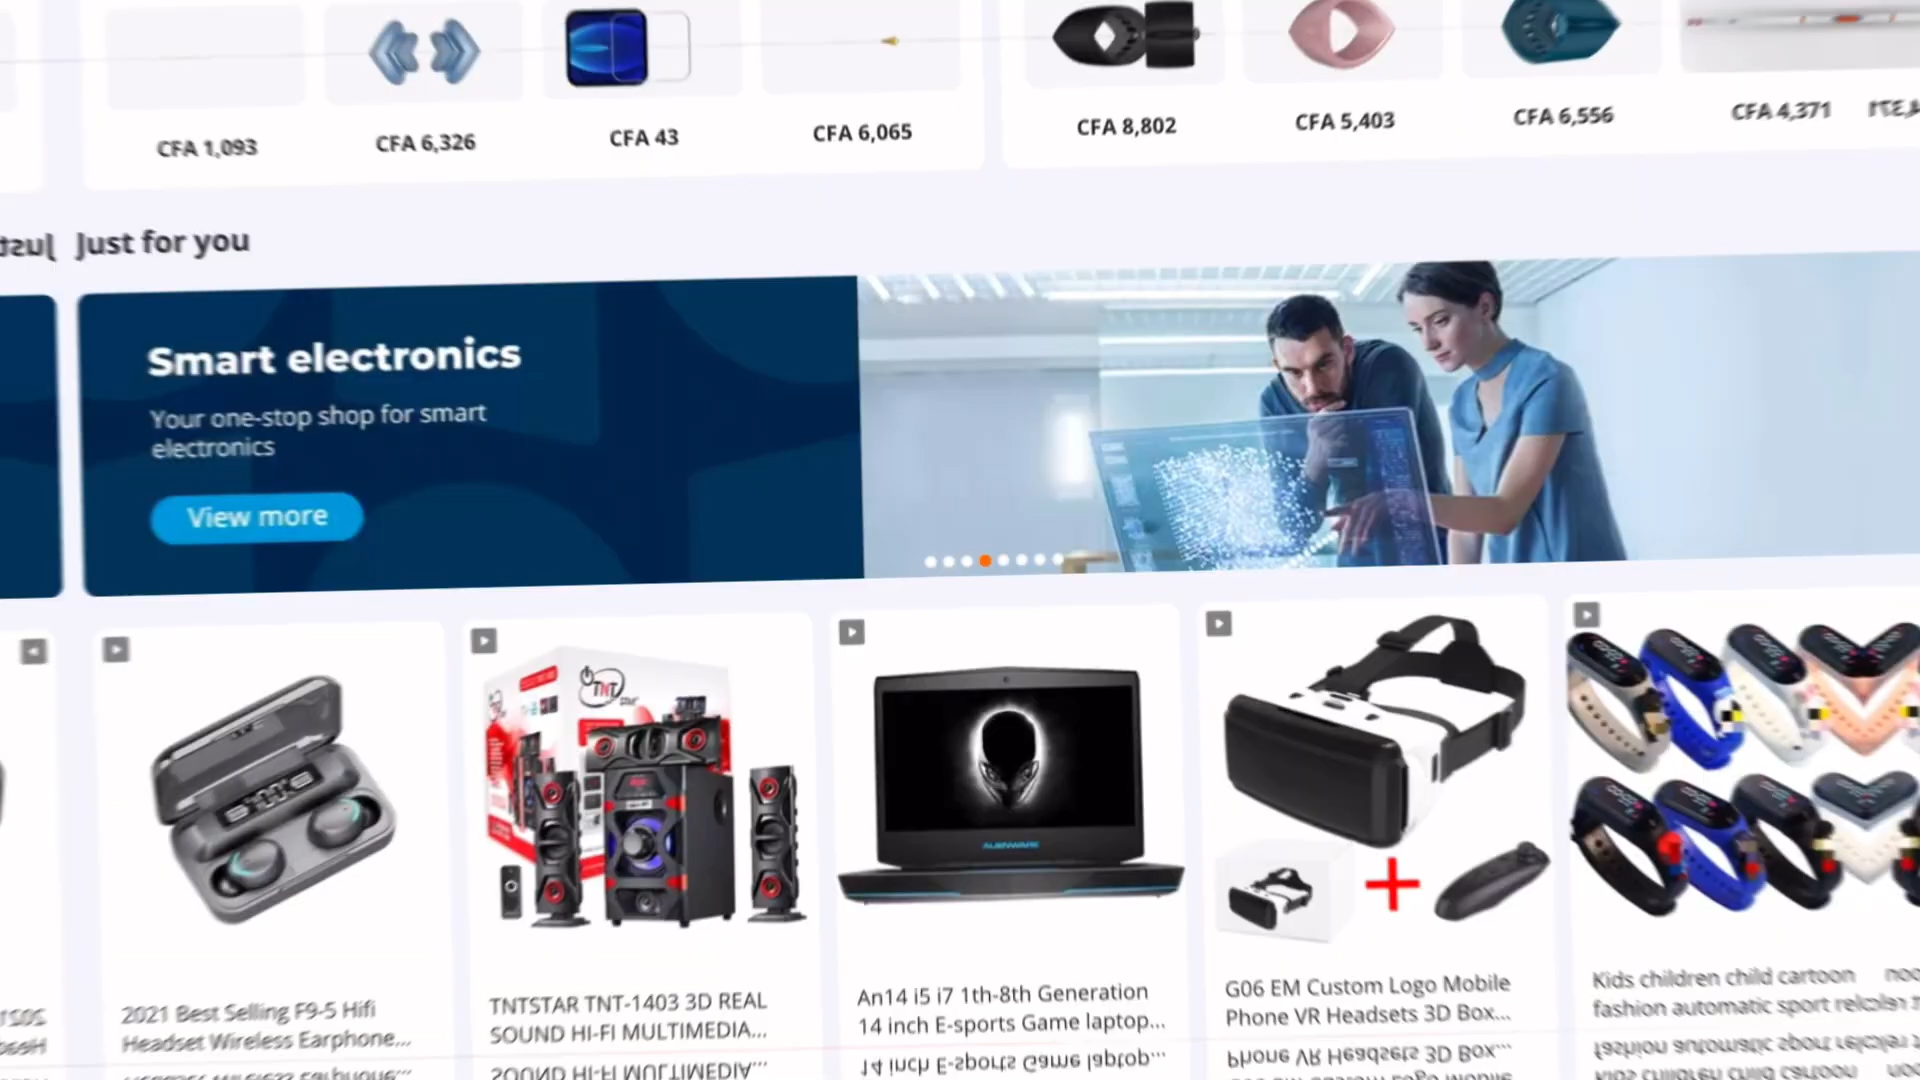 CFA 1,093
CFA 6,326
CFA 43
CFA 6,065
CFA 8,802
CFA 5,403
CFA 6,556
CFA 4,371
Just for you
Smart electronics
Your one-stop shop for smart
electronics
View more
TNT
ALIENWARE
2021 Best Selling F9-5 Hifi
Headset Wireless Earphone...
TNTSTAR TNT-1403 3D REAL
SOUND HI-FI MULTIMEDIA...
An14 i5 i7 1th-8th Generation
14 inch E-sports Game laptop...
G06 EM Custom Logo Mobile
Phone VR Headsets 3D Box...
Kids children child cartoon
fashion automatic sport